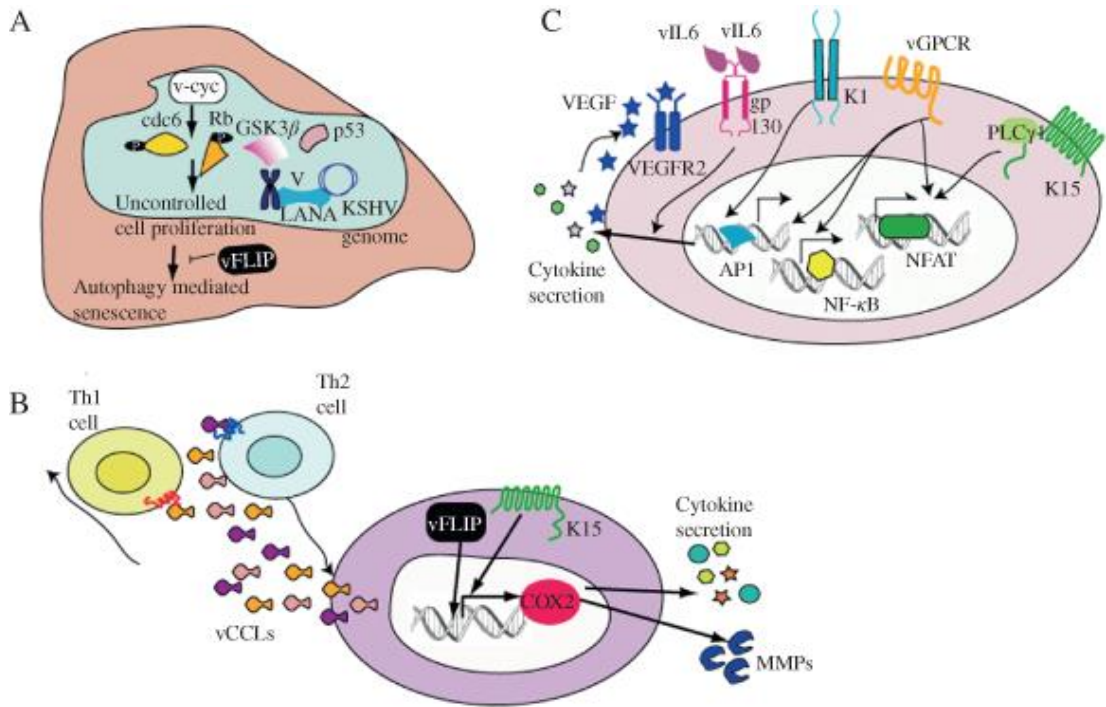 A
v-cyc
cdc6
Rb
P
P
GSK3β
p53
V
LANA
KSHV
genome
Uncontrolled
cell proliferation
vFLIP
Autophagy mediated
senescence
C
vIL6
vIL6
VEGF
gp
130
K1
vGPCR
VEGFR2
PLCγ1
K15
AP1
NFAT
NF-κB
Cytokine
secretion
B
Th1
cell
Th2
cell
vCCLs
vFLIP
K15
COX2
Cytokine
secretion
MMPs